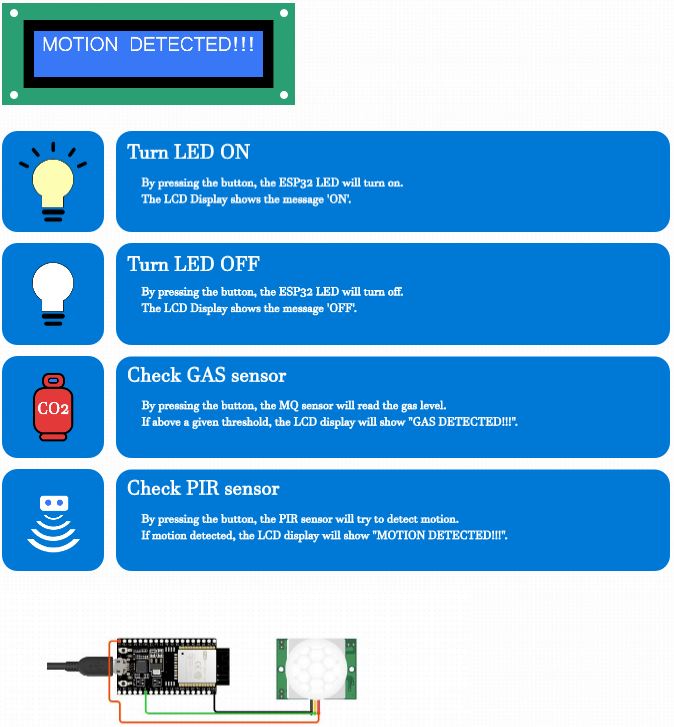 MOTION DETECTED!!!
Turn LED ON
By pressing the button, the ESP32 LED will turn on.
The LCD Display shows the message 'ON'.
Turn LED OFF
By pressing the button, the ESP32 LED will turn off.
The LCD Display shows the message 'OFF'.
CO2
Check GAS sensor
By pressing the button, the MQ sensor will read the gas level.
If above a given threshold, the LCD display will show "GAS DETECTED!!!".
Check PIR sensor
By pressing the button, the PIR sensor will try to detect motion.
If motion detected, the LCD display will show "MOTION DETECTED!!!".